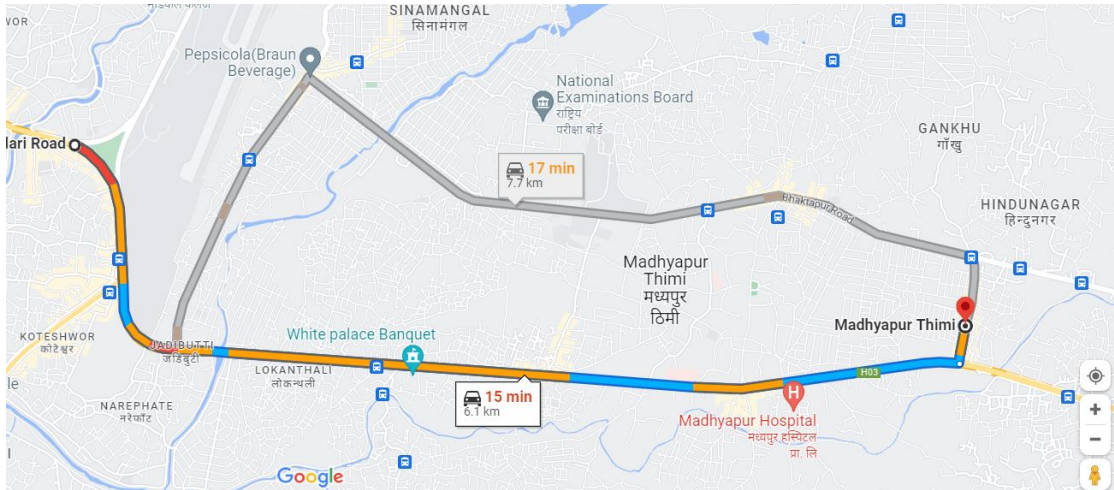 SINAMANGAL
सिनामंगल
WOR
Pepsicola(Braun
Beverage)
National
Examinations Board
राष्ट्रिय
परीक्षा बोर्ड
GANKHU
गाँखु
lari Road
17 min
7.7 km
Bhaktapur Road
HINDUNAGAR
हिन्दुनगर
Madhyapur
Thimi
मध्यपुर
ठिमी
Madhyapur Thimi
KOTESHWOR
कोटेश्वर
JADIBUTTI
जडिबुटी
White palace Banquet
LOKANTHALI
लोकन्थली
H03
le
15 min
6.1 km
NAREPHATE
नरेफाँट
H
Madhyapur Hospital
मध्यपुर हस्पिटल
प्रा. लि
Google